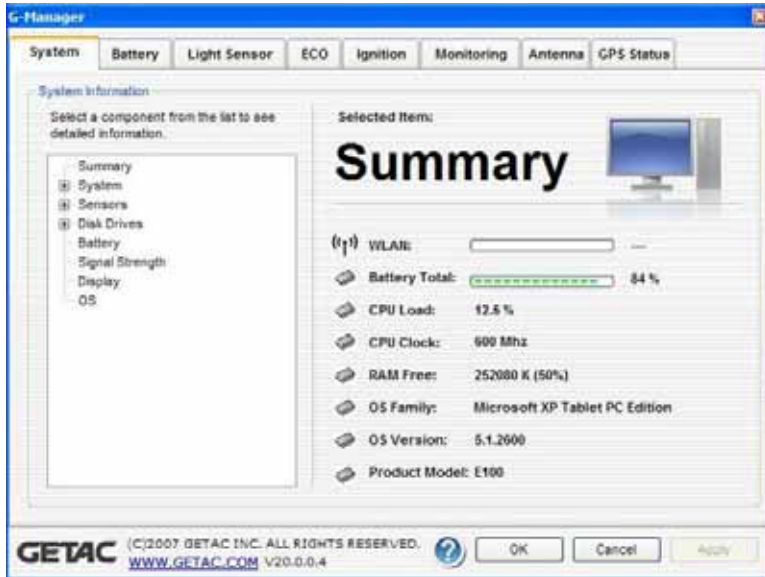 G-Manager
System Battery Light Sensor ECO Ignition Monitoring Antenna GPS Status
System Information
Select a component from the list to see
detailed information.
Summary
System
Sensors
Disk Drives
Battery
Signal Strength
Display
OS
Selected Item:
Summary
WLAN: ---
Battery Total: 84 %
CPU Load: 12.5 %
CPU Clock: 600 Mhz
RAM Free: 252080 K (50%)
OS Family: Microsoft XP Tablet PC Edition
OS Version: 5.1.2600
Product Model: E100
GETAC (C)2007 GETAC INC. ALL RIGHTS RESERVED.
WWW.GETAC.COM V20.0.0.4
? OK Cancel Apply